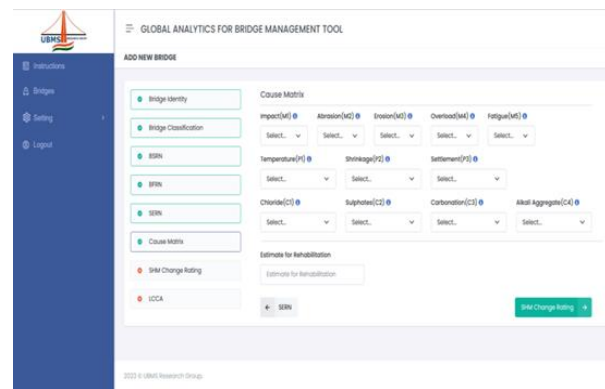 UBMS
GLOBAL ANALYTICS FOR BRIDGE MANAGEMENT TOOL
ADD NEW BRIDGE
Instructions
Bridges
Setting
Logout
Bridge Identity
Bridge Classification
BSRN
BFRN
SERN
Cause Matrix
SHM Change Rating
LCCA
Cause Matrix
Impact(M1) Abrasion(M2) Erosion(M3) Overload(M4) Fatigue(M5)
Select.. Select.. Select.. Select.. Select..
Temperature(P1) Shrinkage(P2) Settlement(P3)
Select.. Select.. Select..
Chloride(C1) Sulphates(C2) Carbonation(C3) Alkali Aggregate(C4)
Select.. Select.. Select.. Select..
Estimate for Rehabilitation
Estimate for Rehabilitation
← SERN
SHM Change Rating →
2023 © UBMS Research Group.